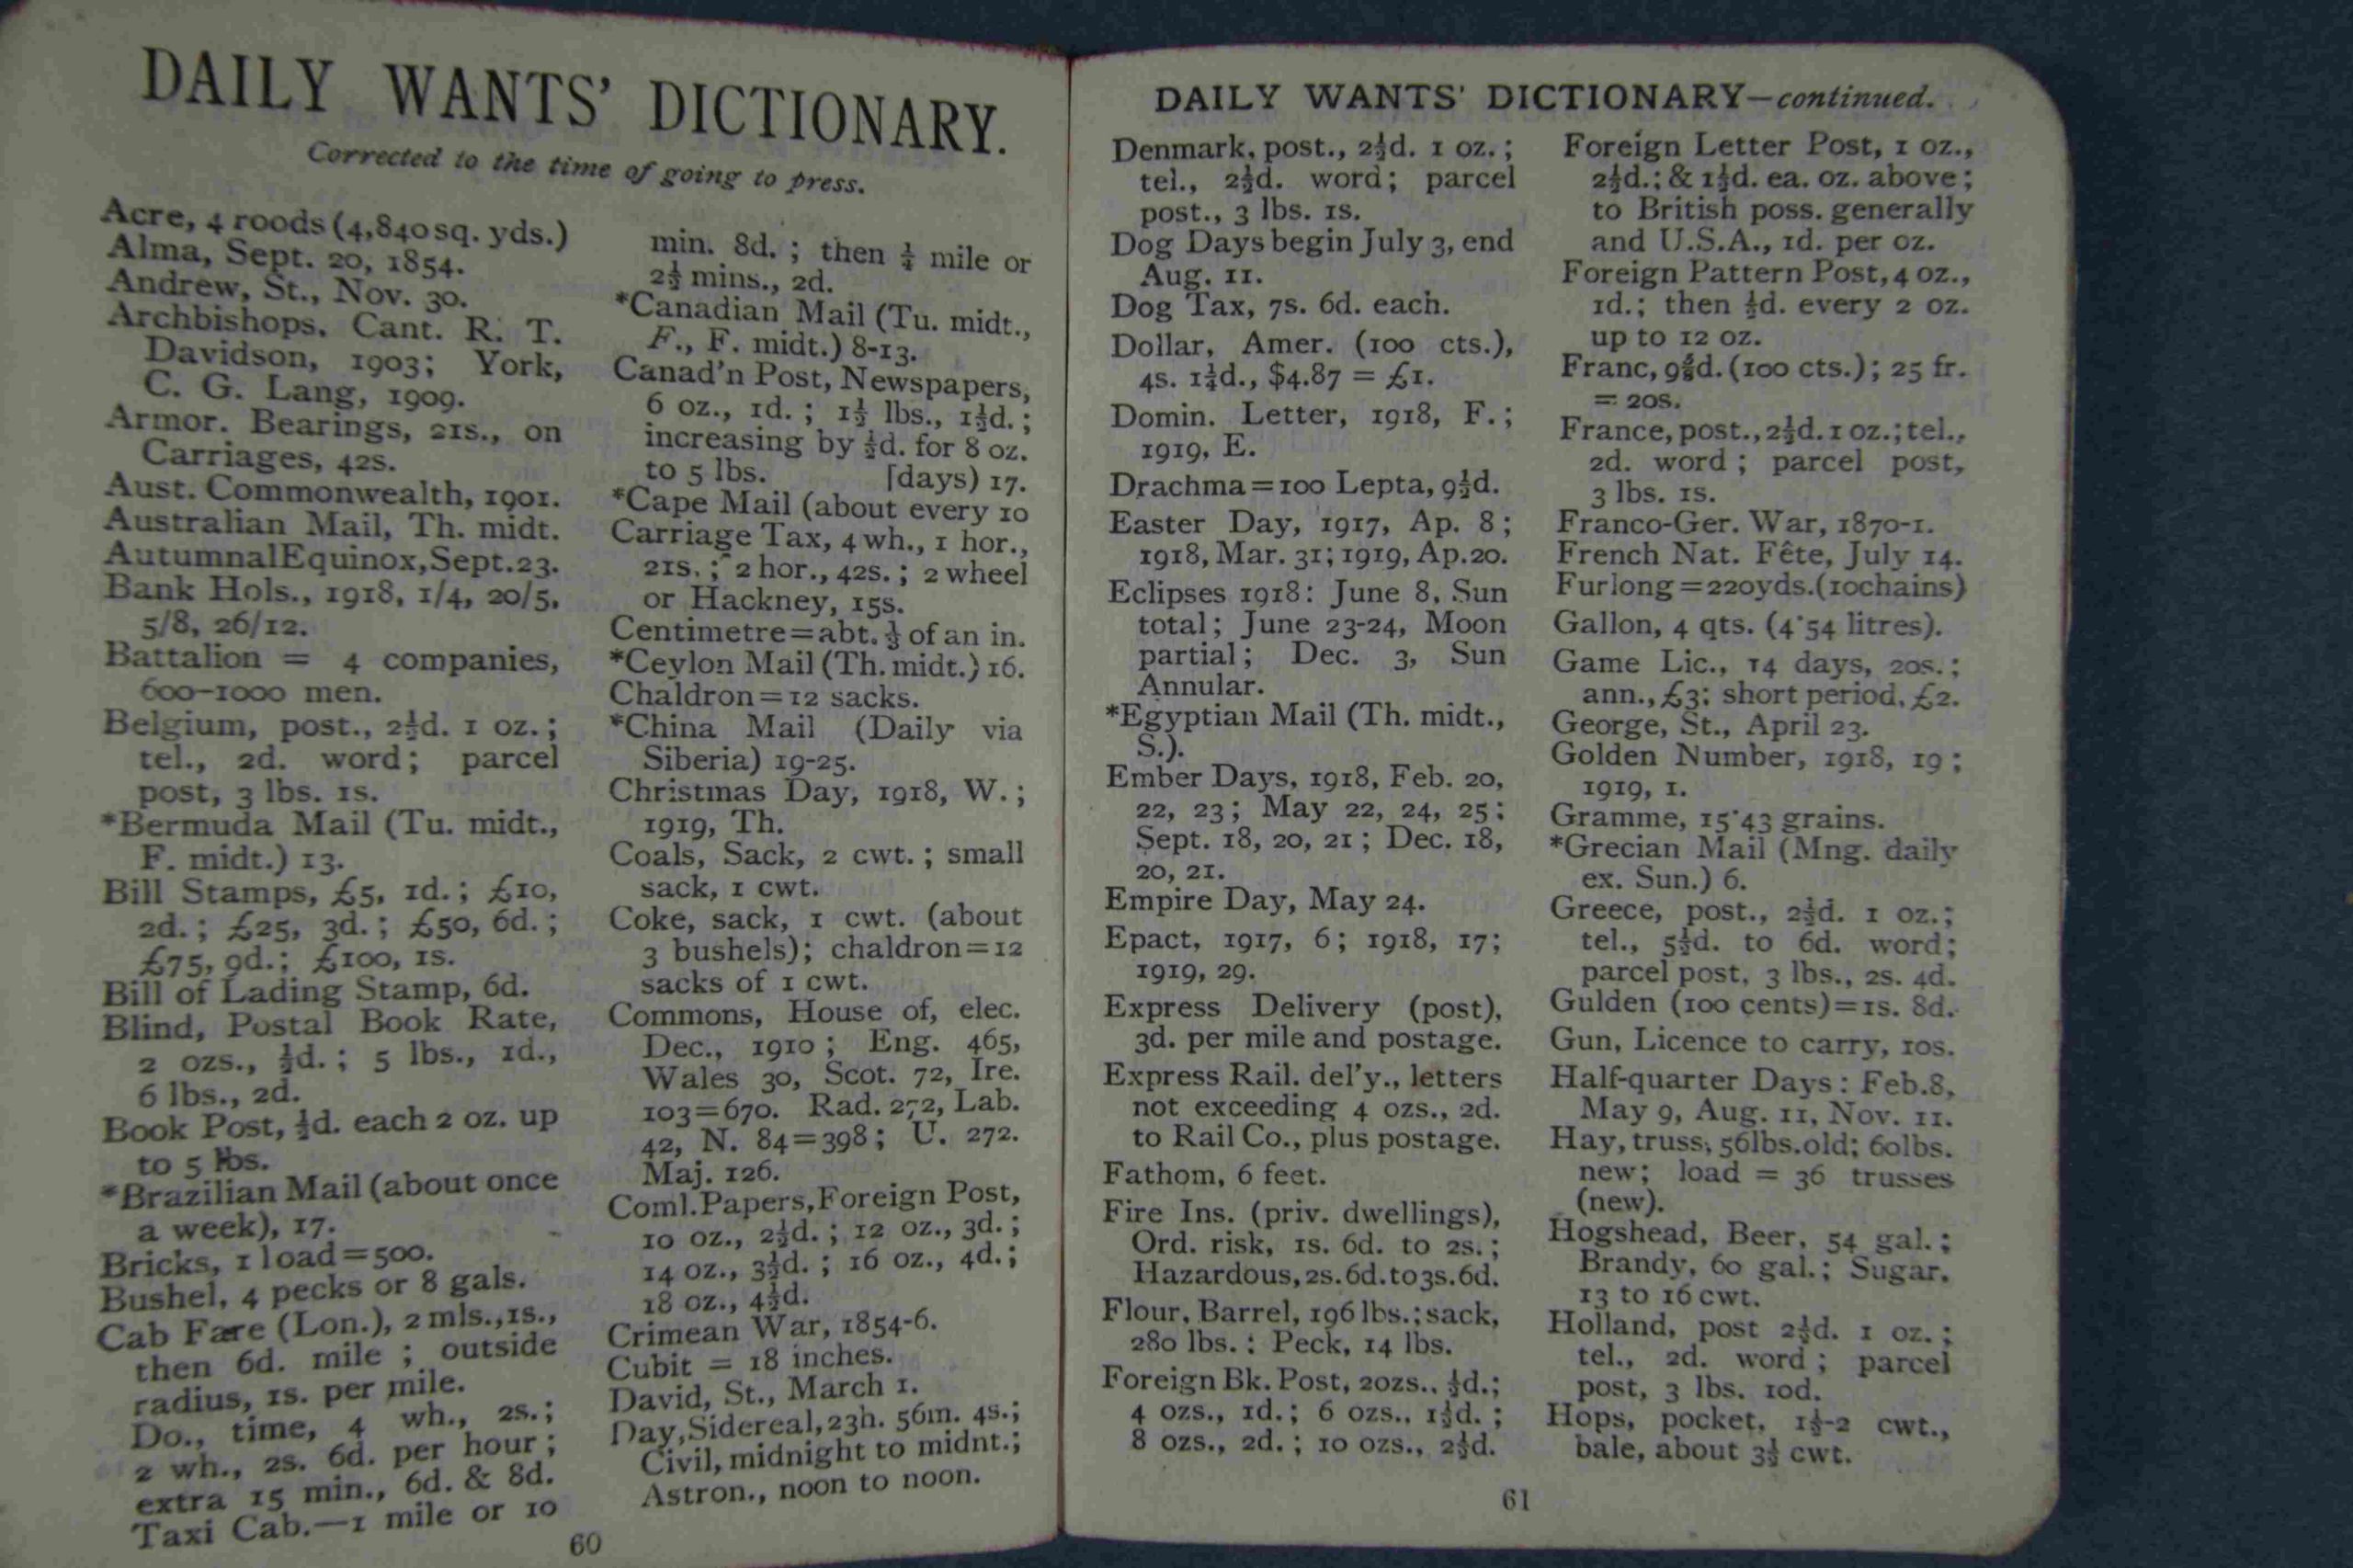 DAILY WANTS' DICTIONARY.
Corrected to the time of going to press.
Acre, 4 roods (4,840 sq. yds.)
Alma, Sept. 20, 1854.
Andrew, St., Nov. 30.
Archbishops, Cant. R. T.
Davidson, 1903; York,
C. G. Lang, 1909.
Armor. Bearings, 21s., on
Carriages, 42s.
Aust. Commonwealth, 1901.
Australian Mail, Th. midt.
Autumnal Equinox, Sept. 23.
Bank Hols., 1918, 1/4, 20/5,
5/8, 26/12.
Battalion = 4 companies,
600-1000 men.
Belgium, post., 2½d. 1 oz.;
tel., 2d. word; parcel
post, 3 lbs. 1s.
*Bermuda Mail (Tu. midt.,
F. midt.) 13.
Bill Stamps, £5, 1d.; £10,
2d.; £25, 3d.; £50, 6d.;
£75, 9d.; £100, 1s.
Bill of Lading Stamp, 6d.
Blind, Postal Book Rate,
2 ozs., ½d.; 5 lbs., 1d.,
6 lbs., 2d.
Book Post, ½d. each 2 oz. up
to 5 lbs.
*Brazilian Mail (about once
a week), 17.
Bricks, 1 load = 500.
Bushel, 4 pecks or 8 gals.
Cab Fare (Lon.), 2 mls., 1s.,
then 6d. mile; outside
radius, 1s. per mile.
Do., time, 4 wh., 2s.;
2 wh., 2s. 6d. per hour;
extra 15 min., 6d. & 8d.
Taxi Cab.—1 mile or 10
min. 8d.; then ¼ mile or
2½ mins., 2d.
*Canadian Mail (Tu. midt.,
F., F. midt.) 8-13.
Canad'n Post, Newspapers,
6 oz., 1d.; 1½ lbs., 1½d.;
increasing by ½d. for 8 oz.
to 5 lbs. [days) 17.
*Cape Mail (about every 10
Carriage Tax, 4 wh., 1 hor.,
21s.; 2 hor., 42s.; 2 wheel
or Hackney, 15s.
Centimetre = abt. ⅓ of an in.
*Ceylon Mail (Th. midt.) 16.
Chaldron = 12 sacks.
*China Mail (Daily via
Siberia) 19-25.
Christmas Day, 1918, W.;
1919, Th.
Coals, Sack, 2 cwt.; small
sack, 1 cwt.
Coke, sack, 1 cwt. (about
3 bushels); chaldron = 12
sacks of 1 cwt.
Commons, House of, elec.
Dec., 1910; Eng. 465,
Wales 30, Scot. 72, Ire.
103 = 670. Rad. 272, Lab.
42, N. 84 = 398; U. 272.
Maj. 126.
Coml. Papers, Foreign Post,
10 oz., 2½d.; 12 oz., 3d.;
14 oz., 3½d.; 16 oz., 4d.;
18 oz., 4½d.
Crimean War, 1854-6.
Cubit = 18 inches.
David, St., March 1.
Day, Sidereal, 23h. 56m. 4s.;
Civil, midnight to midnt.;
Astron., noon to noon.
60
DAILY WANTS' DICTIONARY—continued.
Denmark, post., 2½d. 1 oz.;
tel., 2½d. word; parcel
post., 3 lbs. 1s.
Dog Days begin July 3, end
Aug. 11.
Dog Tax, 7s. 6d. each.
Dollar, Amer. (100 cts.),
4s. 1¼d., $4.87 = £1.
Domin. Letter, 1918, F.;
1919, E.
Drachma = 100 Lepta, 9½d.
Easter Day, 1917, Ap. 8;
1918, Mar. 31; 1919, Ap. 20.
Eclipses 1918: June 8, Sun
total; June 23-24, Moon
partial; Dec. 3, Sun
Annular.
*Egyptian Mail (Th. midt.,
S.).
Ember Days, 1918, Feb. 20,
22, 23; May 22, 24, 25;
Sept. 18, 20, 21; Dec. 18,
20, 21.
Empire Day, May 24.
Epact, 1917, 6; 1918, 17;
1919, 29.
Express Delivery (post),
3d. per mile and postage.
Express Rail. del'y., letters
not exceeding 4 ozs., 2d.
to Rail Co., plus postage.
Fathom, 6 feet.
Fire Ins. (priv. dwellings),
Ord. risk, 1s. 6d. to 2s.;
Hazardous, 2s. 6d. to 3s. 6d.
Flour, Barrel, 196 lbs.; sack,
280 lbs.: Peck, 14 lbs.
Foreign Bk. Post, 2ozs., ½d.;
4 ozs., 1d.; 6 ozs., 1½d.;
8 ozs., 2d.; 10 ozs., 2½d.
Foreign Letter Post, 1 oz.,
2½d.; & 1½d. ea. oz. above;
to British poss. generally
and U.S.A., 1d. per oz.
Foreign Pattern Post, 4 oz.,
1d.; then ½d. every 2 oz.
up to 12 oz.
Franc, 9⅝d. (100 cts.); 25 fr.
= 20s.
France, post., 2½d. 1 oz.; tel.,
2d. word; parcel post,
3 lbs. 1s.
Franco-Ger. War, 1870-1.
French Nat. Fête, July 14.
Furlong = 220yds. (10chains)
Gallon, 4 qts. (4·54 litres).
Game Lic., 14 days, 20s.;
ann., £3; short period, £2.
George, St., April 23.
Golden Number, 1918, 19;
1919, 1.
Gramme, 15·43 grains.
*Grecian Mail (Mng. daily
ex. Sun.) 6.
Greece, post., 2½d. 1 oz.;
tel., 5½d. to 6d. word;
parcel post, 3 lbs., 2s. 4d.
Gulden (100 cents) = 1s. 8d.
Gun, Licence to carry, 10s.
Half-quarter Days: Feb. 8,
May 9, Aug. 11, Nov. 11.
Hay, truss, 56lbs. old; 60lbs.
new; load = 36 trusses
(new).
Hogshead, Beer, 54 gal.;
Brandy, 60 gal.; Sugar,
13 to 16 cwt.
Holland, post 2½d. 1 oz.;
tel., 2d. word; parcel
post, 3 lbs. 10d.
Hops, pocket, 1½-2 cwt.,
bale, about 3½ cwt.
61